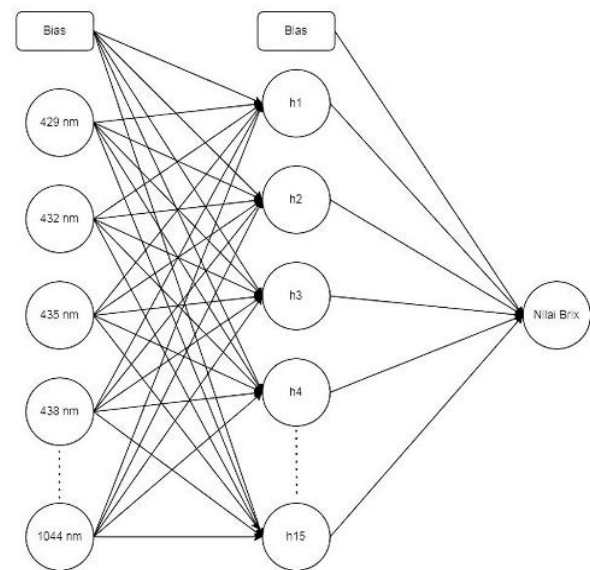 Bias
Bias
429 nm
h1
432 nm
h2
435 nm
h3
Nilai Brix
438 nm
h4
1044 nm
h15